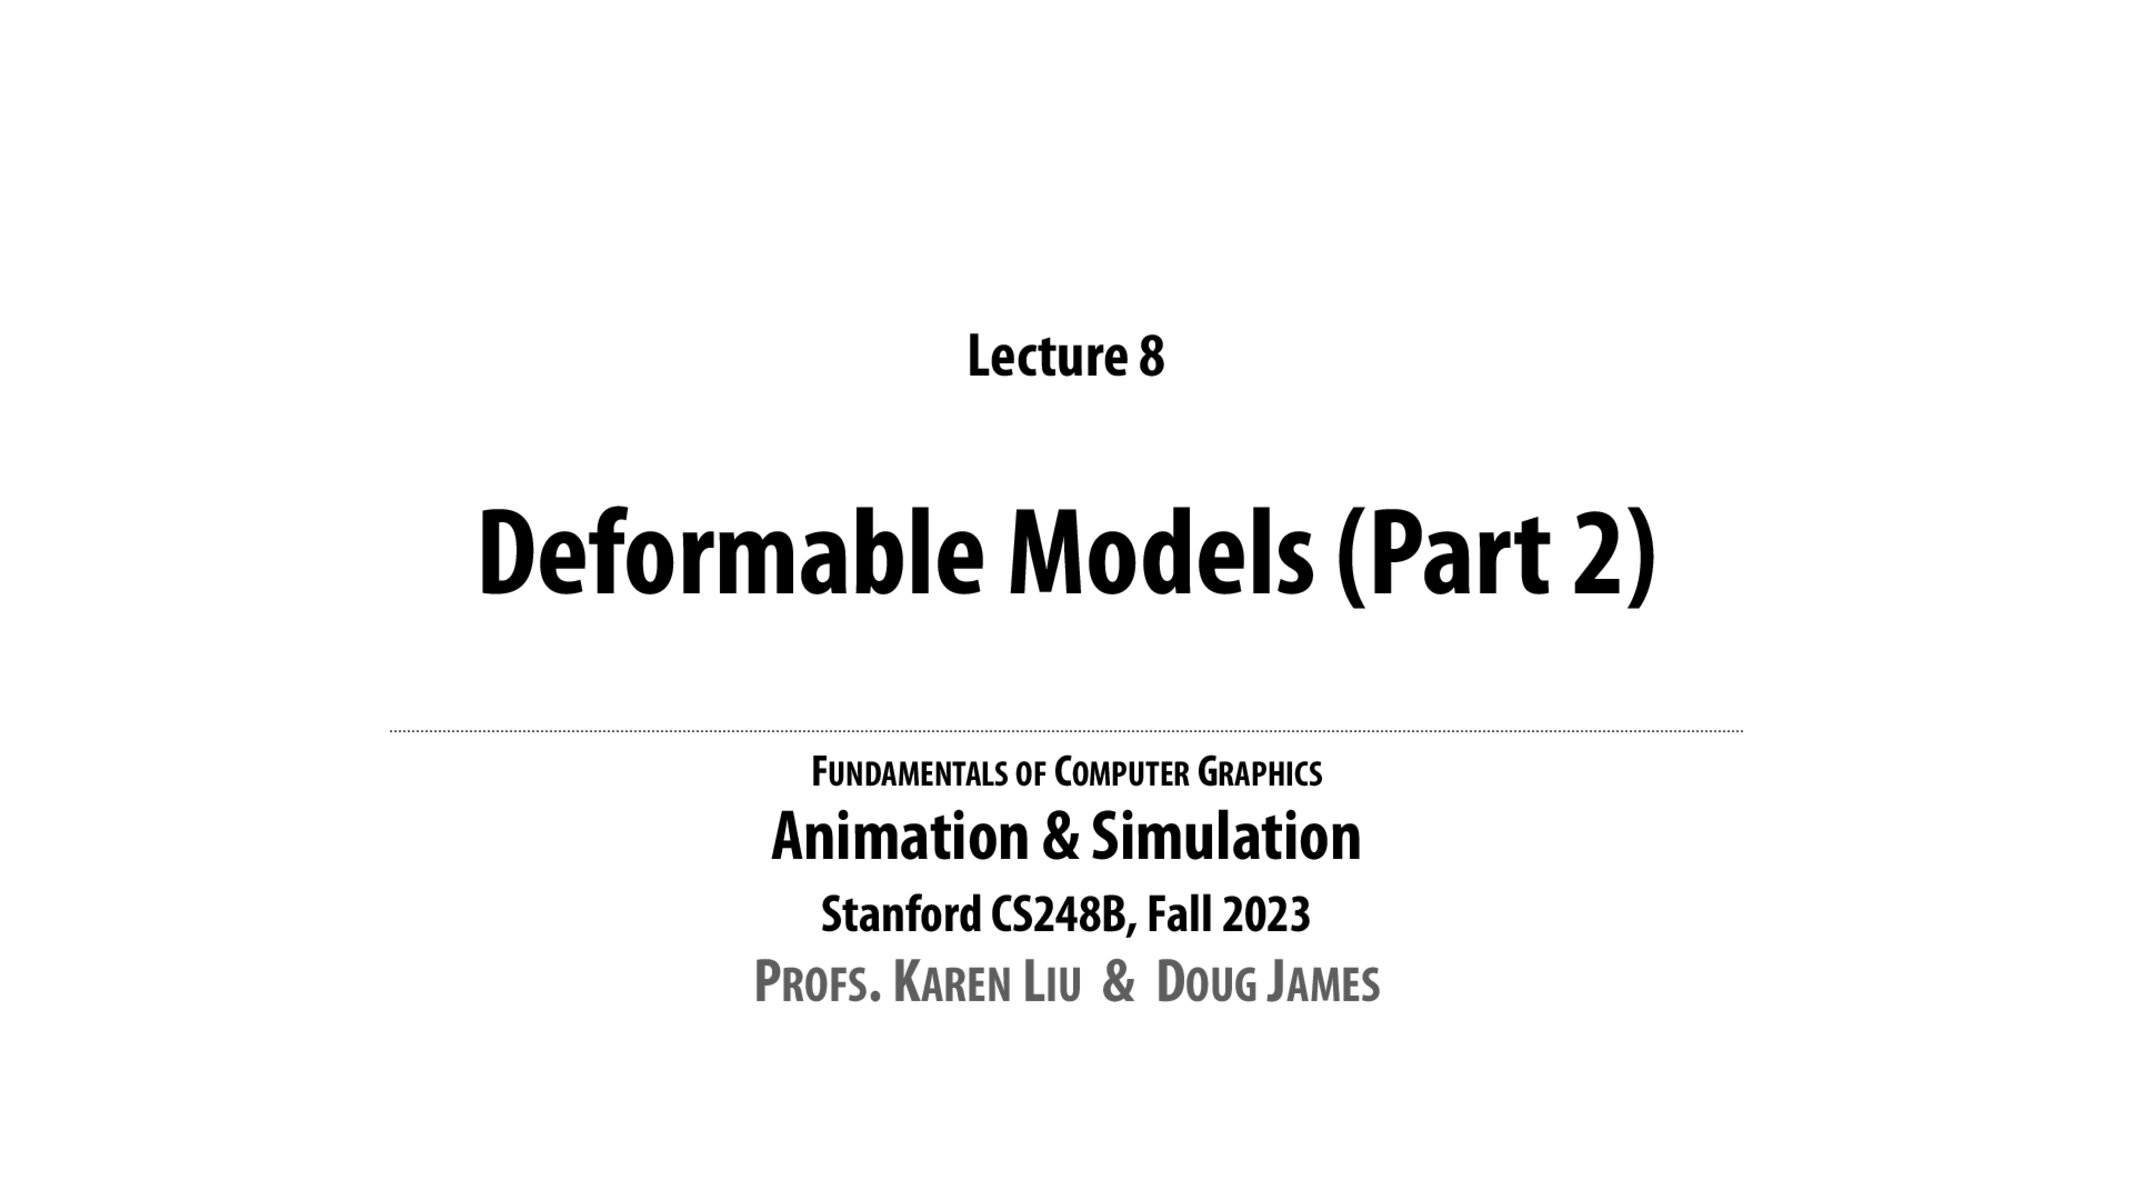 Lecture 8
Deformable Models (Part 2)
FUNDAMENTALS OF COMPUTER GRAPHICS
Animation & Simulation
Stanford CS248B, Fall 2023
PROFS. KAREN LIU & DOUG JAMES